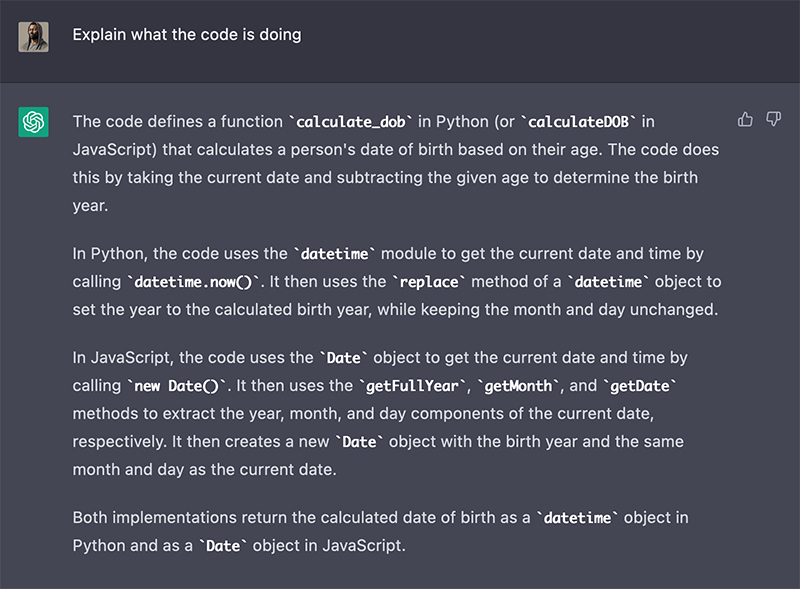 Explain what the code is doing
The code defines a function `calculate_dob` in Python (or `calculateDOB` in
JavaScript) that calculates a person's date of birth based on their age. The code does
this by taking the current date and subtracting the given age to determine the birth
year.
In Python, the code uses the `datetime` module to get the current date and time by
calling `datetime.now()`. It then uses the `replace` method of a `datetime` object to
set the year to the calculated birth year, while keeping the month and day unchanged.
In JavaScript, the code uses the `Date` object to get the current date and time by
calling `new Date()`. It then uses the `getFullYear`, `getMonth`, and `getDate`
methods to extract the year, month, and day components of the current date,
respectively. It then creates a new `Date` object with the birth year and the same
month and day as the current date.
Both implementations return the calculated date of birth as a `datetime` object in
Python and as a `Date` object in JavaScript.